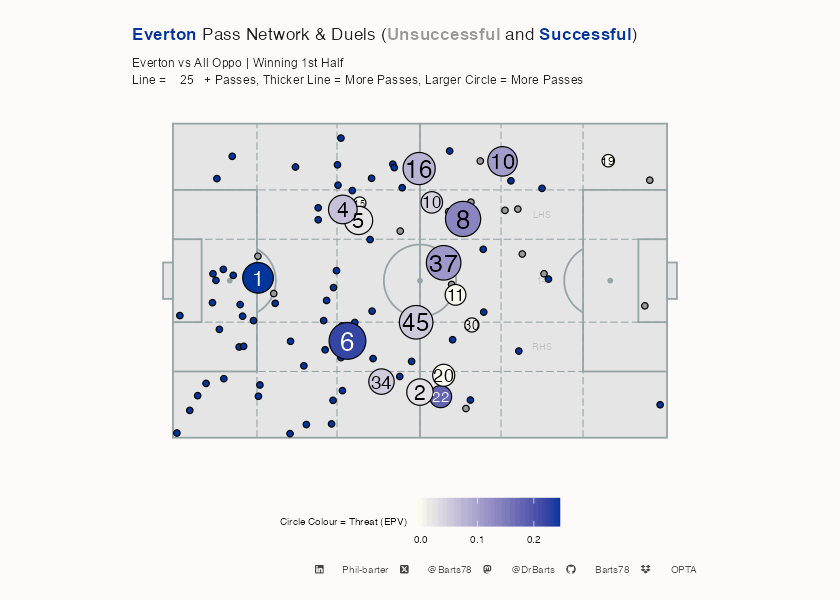 Everton Pass Network & Duels (Unsuccessful and Successful)
Everton vs All Oppo | Winning 1st Half
Line = 25 + Passes, Thicker Line = More Passes, Larger Circle = More Passes
16
10
19
4
5
10
8
LHS
37
1
11
45
30
6
RHS
34
20
2
22
Circle Colour = Threat (EPV)
0.0 0.1 0.2
Phil-barter @Barts78 @DrBarts Barts78 OPTA